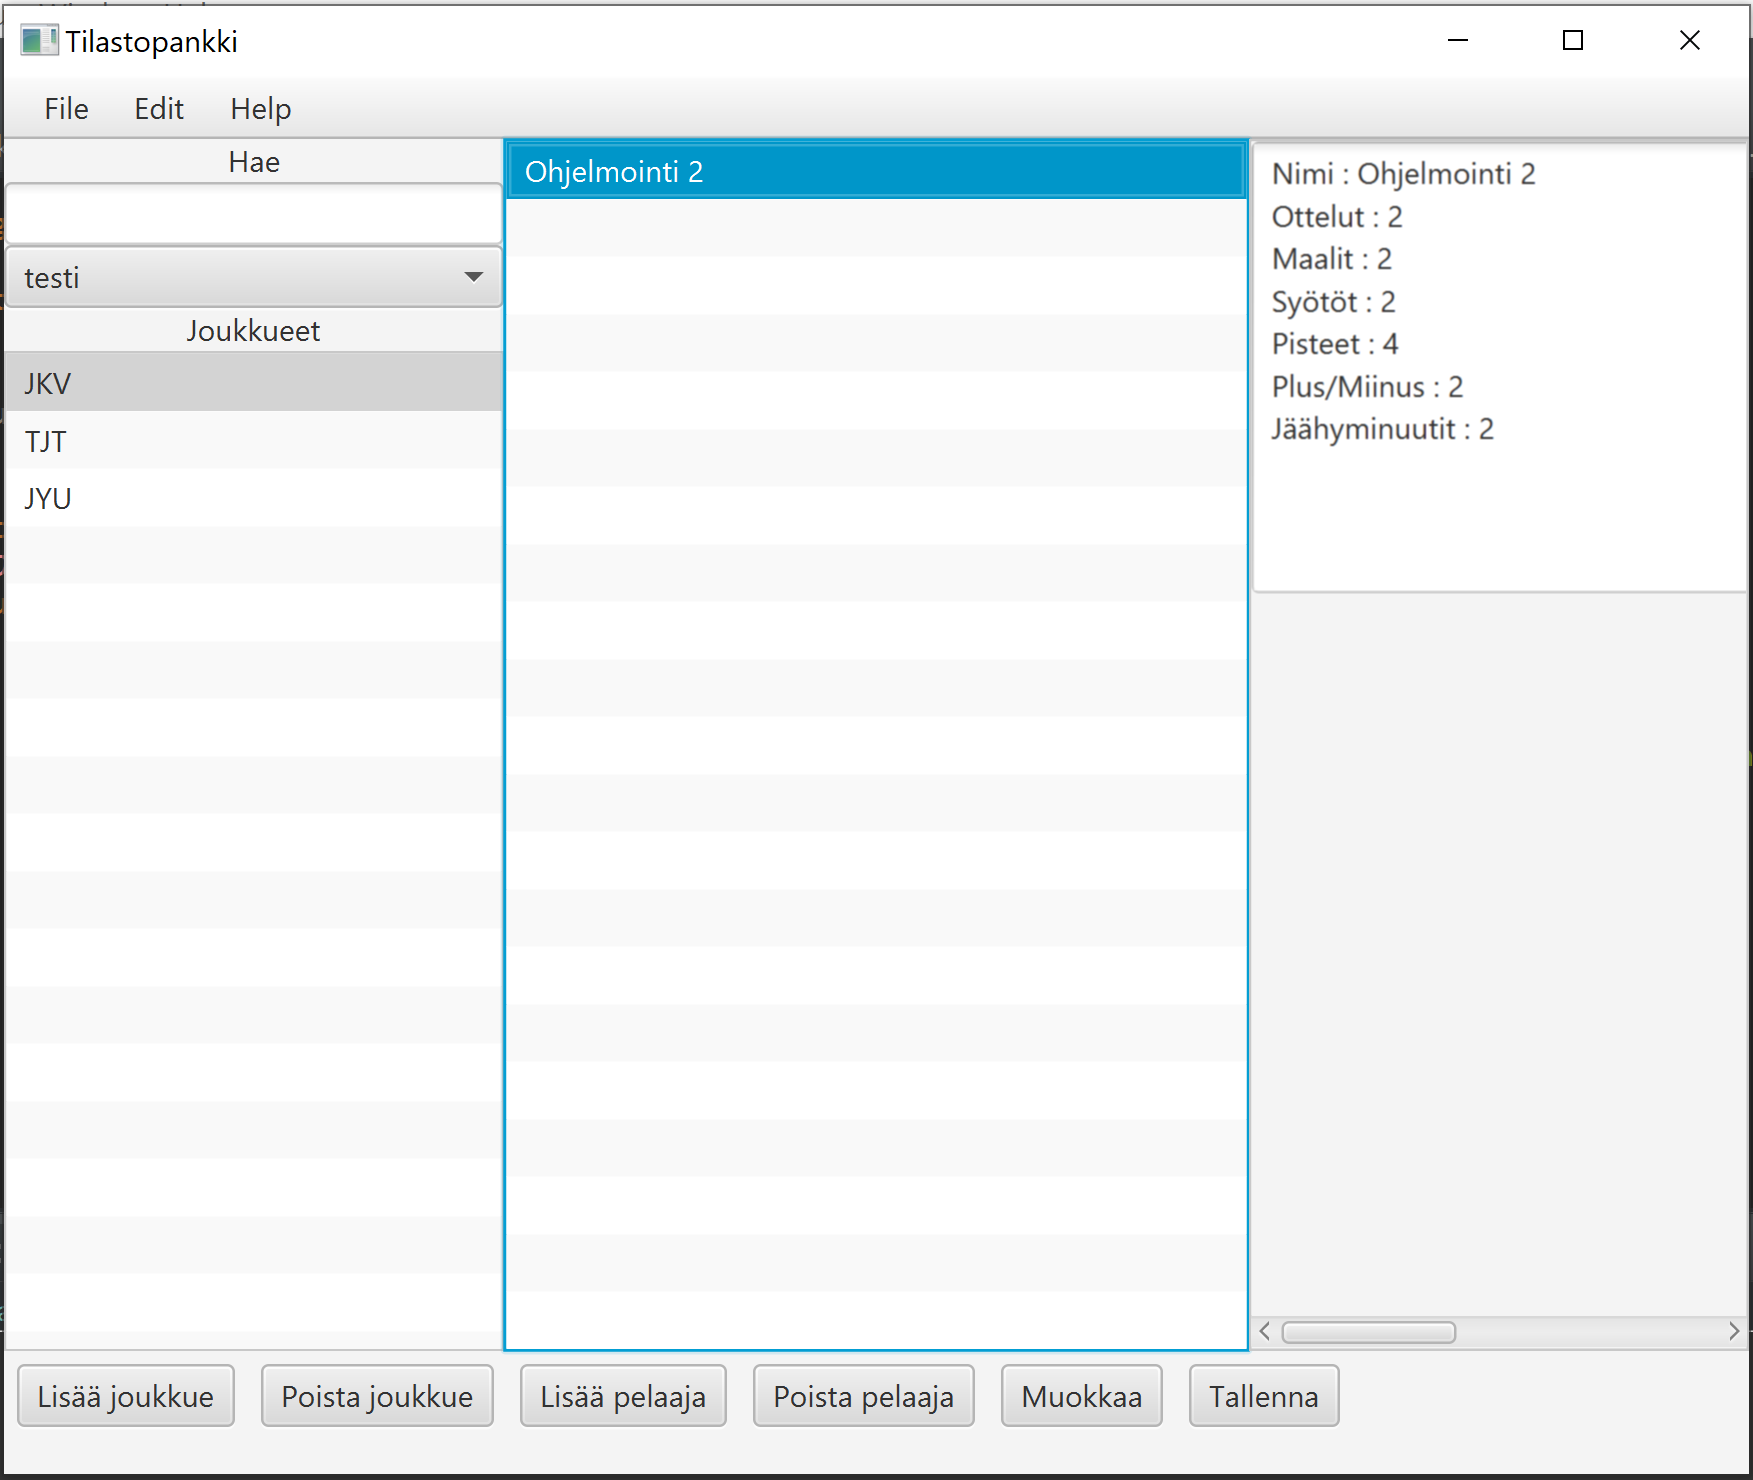 Tilastopankki
File Edit Help
Hae
testi
Joukkueet
JKV
TJT
JYU
Ohjelmointi 2
Nimi : Ohjelmointi 2
Ottelut : 2
Maalit : 2
Syötöt : 2
Pisteet : 4
Plus/Miinus : 2
Jäähyminuutit : 2
Lisää joukkue Poista joukkue Lisää pelaaja Poista pelaaja Muokkaa Tallenna